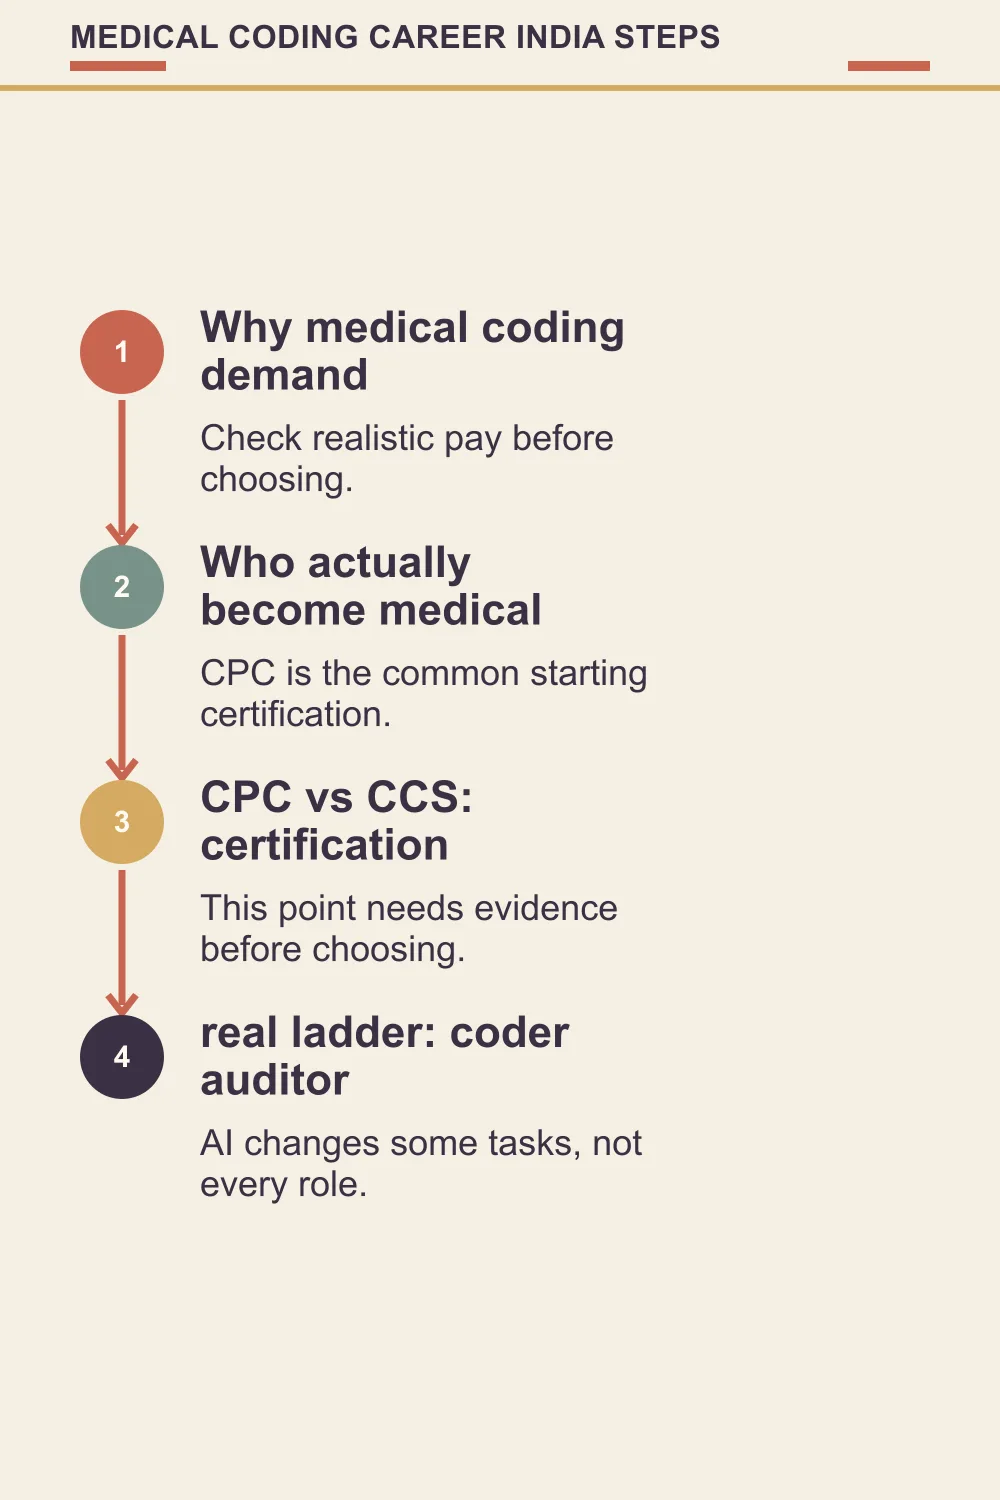 MEDICAL CODING CAREER INDIA STEPS
1
Why medical coding
demand
Check realistic pay before
choosing.
2
Who actually
become medical
CPC is the common starting
certification.
3
CPC vs CCS:
certification
This point needs evidence
before choosing.
4
real ladder: coder
auditor
AI changes some tasks, not
every role.